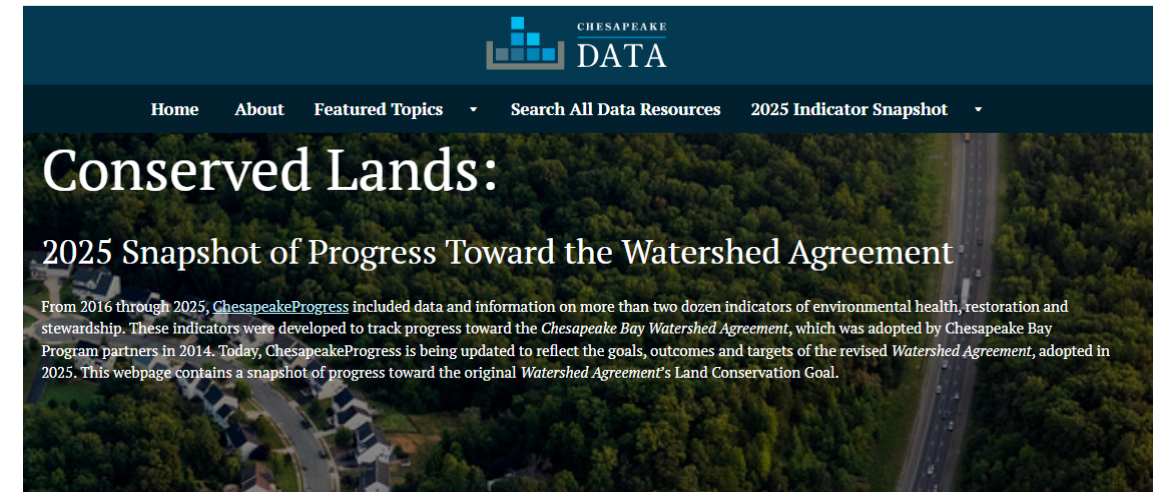 CHESAPEAKE
DATA
Home About Featured Topics Search All Data Resources 2025 Indicator Snapshot
Conserved Lands:
2025 Snapshot of Progress Toward the Watershed Agreement
From 2016 through 2025, ChesapeakeProgress included data and information on more than two dozen indicators of environmental health, restoration and
stewardship. These indicators were developed to track progress toward the Chesapeake Bay Watershed Agreement, which was adopted by Chesapeake Bay
Program partners in 2014. Today, ChesapeakeProgress is being updated to reflect the goals, outcomes and targets of the revised Watershed Agreement, adopted in
2025. This webpage contains a snapshot of progress toward the original Watershed Agreement's Land Conservation Goal.